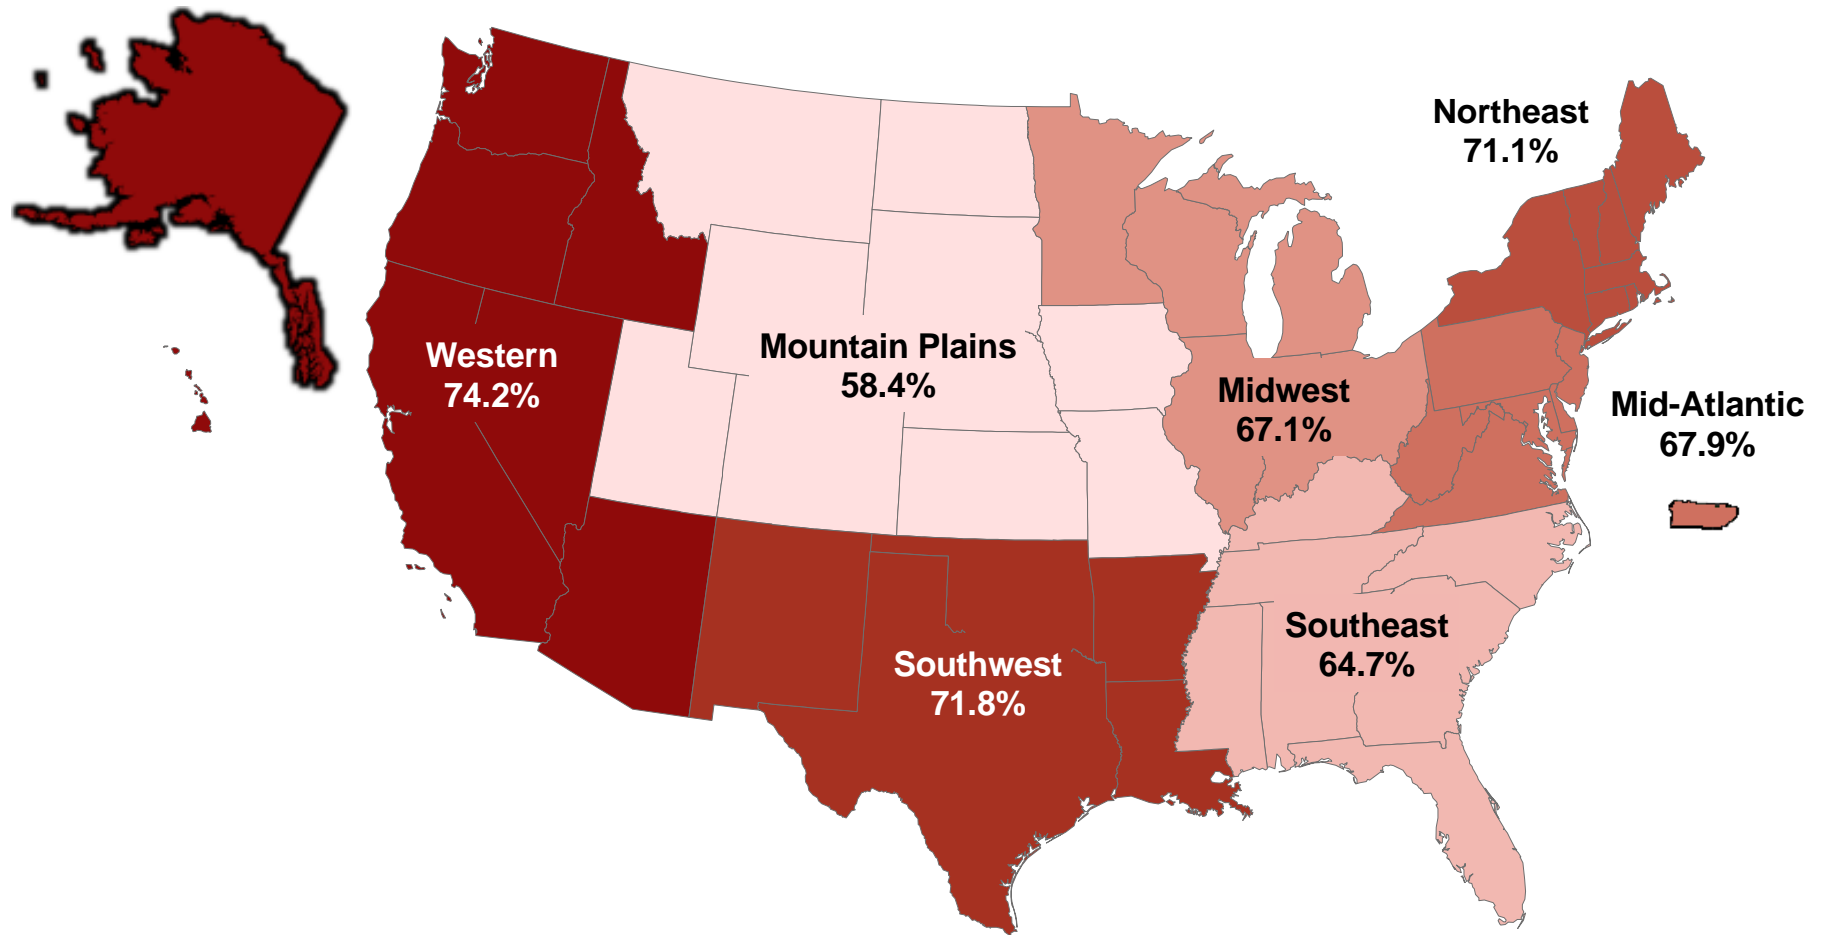 Northeast
71.1%
Western
74.2%
Mountain Plains
58.4%
Midwest
67.1%
Mid-Atlantic
67.9%
Southwest
71.8%
Southeast
64.7%